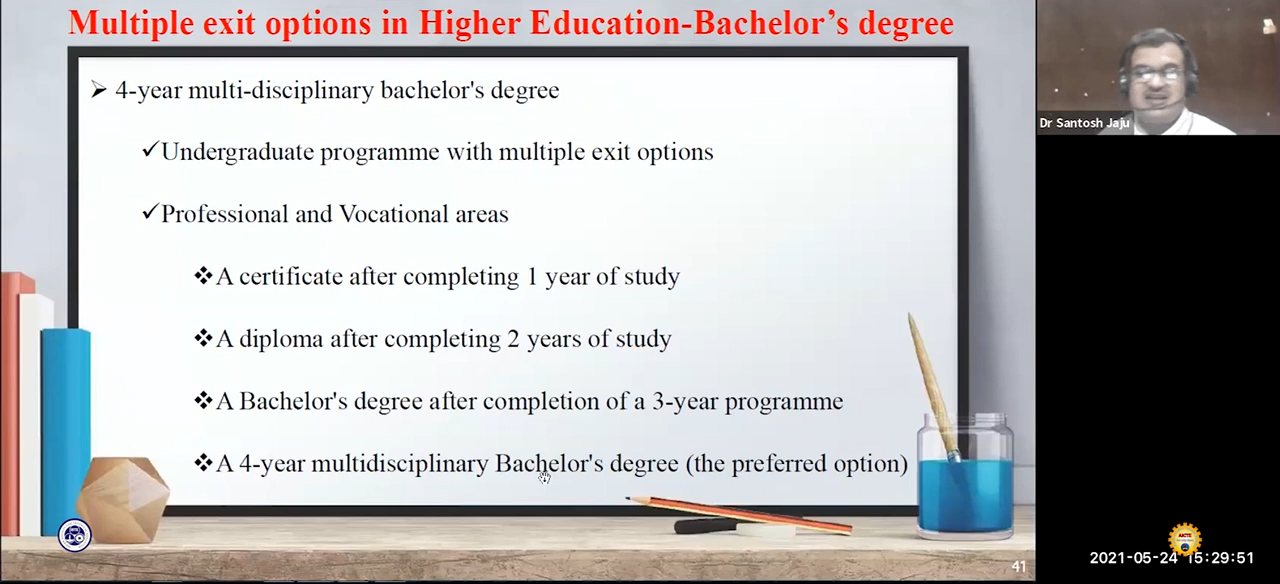 Multiple exit options in Higher Education-Bachelor’s degree
4-year multi-disciplinary bachelor's degree
Undergraduate programme with multiple exit options
Professional and Vocational areas
A certificate after completing 1 year of study
A diploma after completing 2 years of study
A Bachelor's degree after completion of a 3-year programme
A 4-year multidisciplinary Bachelor's degree (the preferred option)
41
Dr Santosh Jaju
AICTE
2021-05-24 15:29:51